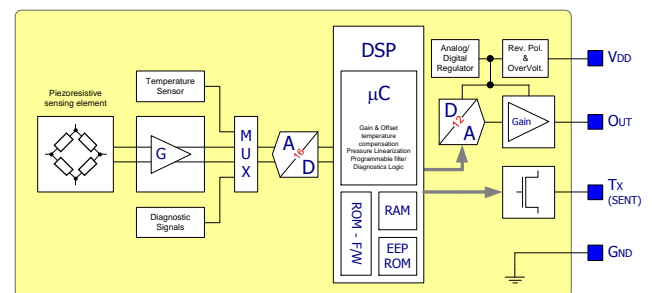 Piezoresistive
sensing element
Temperature
Sensor
G
Diagnostic
Signals
M
U
X
A
16
D
DSP
µC
Gain & Offset
temperature
compensation
Pressure Linearization
Programmable filter
Diagnostics Logic
ROM - F/W
RAM
EEP
ROM
Analog/
Digital
Regulator
Rev. Pol.
&
OverVolt.
D
12
A
Gain
VDD
OUT
TX
(SENT)
GND